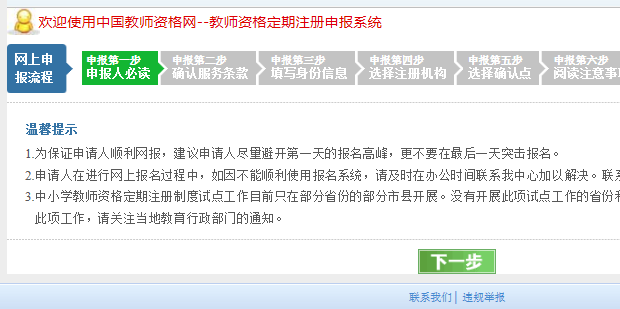 欢迎使用中国教师资格网--教师资格定期注册申报系统
网上申
报流程
申报第一步
申报人必读
申报第二步
确认服务条款
申报第三步
填写身份信息
申报第四步
选择注册机构
申报第五步
选择确认点
申报第六步
阅读注意事
温馨提示
1.为保证申请人顺利网报，建议申请人尽量避开第一天的报名高峰，更不要在最后一天突击报名。
2.申请人在进行网上报名过程中，如因不能顺利使用报名系统，请及时在办公时间联系我中心加以解决。联
3.中小学教师资格定期注册制度试点工作目前只在部分省份的部分市县开展。没有开展此项试点工作的省份和
此项工作，请关注当地教育行政部门的通知。
下一步
联系我们 | 违规举报